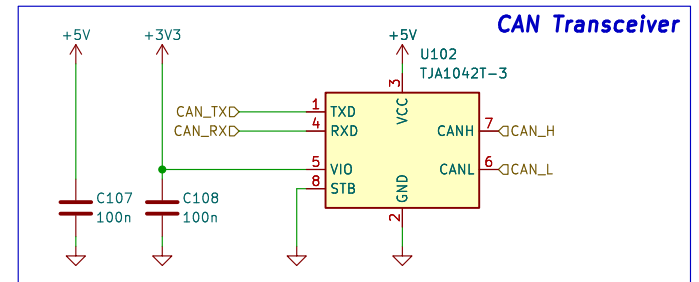 CAN Transceiver
+5V
+3V3
+5V
U102
TJA1042T-3
3
VCC
CAN_TX
1
TXD
CAN_RX
4
RXD
CANH
7
CAN_H
5
VIO
CANL
6
CAN_L
8
STB
GND
2
C107
100n
C108
100n